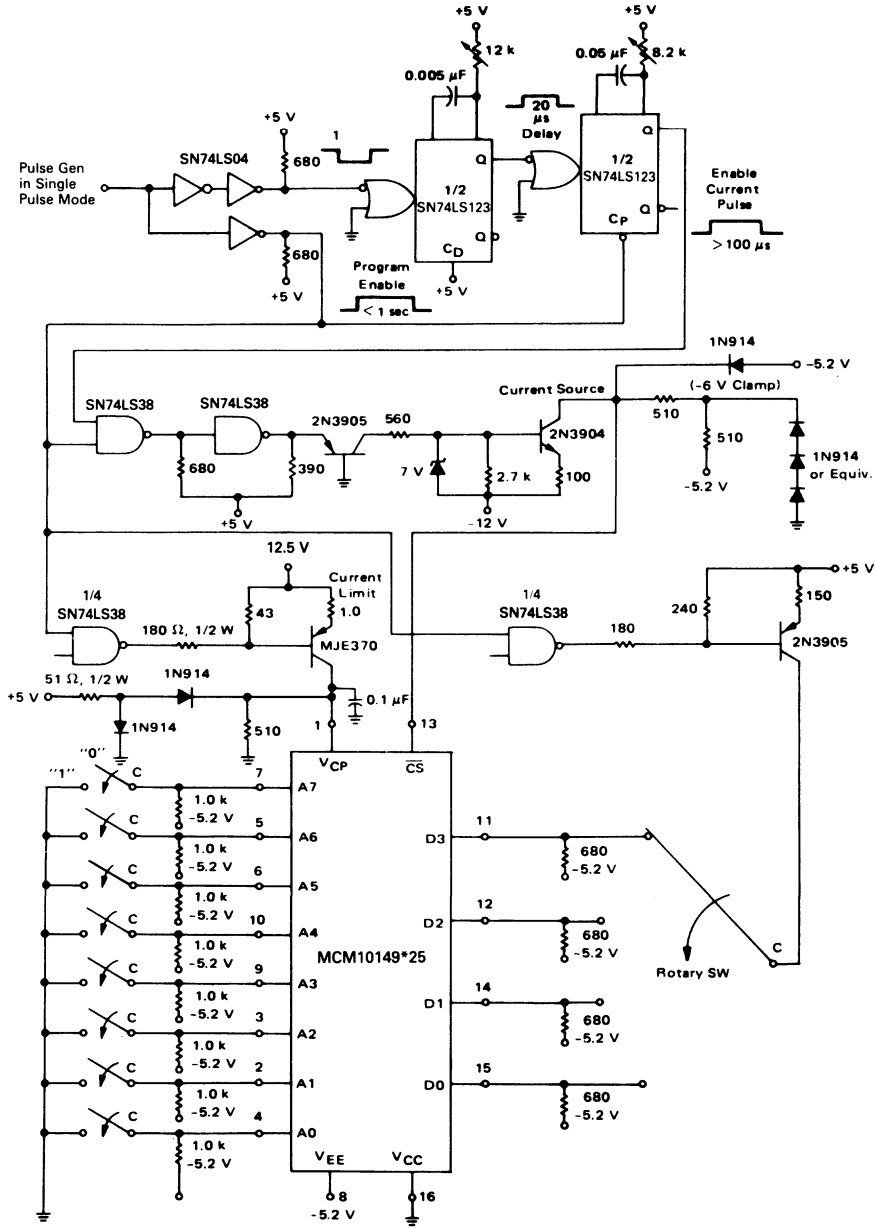 +5 V
+5 V
12 k
8.2 k
0.005 µF
0.05 µF
+5 V
SN74LS04
680
1
20
µs
Delay
Pulse Gen
in Single
Pulse Mode
Q
1/2
SN74LS123
Q
CD
+5 V
Q
1/2
SN74LS123
Q
CP
Enable
Current
Pulse
> 100 µs
680
+5 V
Program
Enable
< 1 sec
1N914
-5.2 V
(-6 V Clamp)
SN74LS38
SN74LS38
2N3905
560
Current Source
2N3904
510
510
-5.2 V
1N914
or Equiv.
680
390
+5 V
7 V
2.7 k
100
-12 V
12.5 V
Current
Limit
1.0
43
1/4
SN74LS38
180 Ω, 1/2 W
MJE370
1/4
SN74LS38
180
240
150
+5 V
2N3905
+5 V
51 Ω, 1/2 W
1N914
1N914
510
0.1 µF
1
13
VCP
CS
"1"
"0"
C
7
A7
1.0 k
-5.2 V
C
5
A6
1.0 k
-5.2 V
C
6
A5
1.0 k
-5.2 V
C
10
A4
1.0 k
-5.2 V
C
9
A3
1.0 k
-5.2 V
C
3
A2
1.0 k
-5.2 V
C
2
A1
1.0 k
-5.2 V
C
4
A0
1.0 k
-5.2 V
MCM10149*25
D3
11
680
-5.2 V
D2
12
680
-5.2 V
D1
14
680
-5.2 V
D0
15
680
-5.2 V
Rotary SW
C
VEE
VCC
8
-5.2 V
16